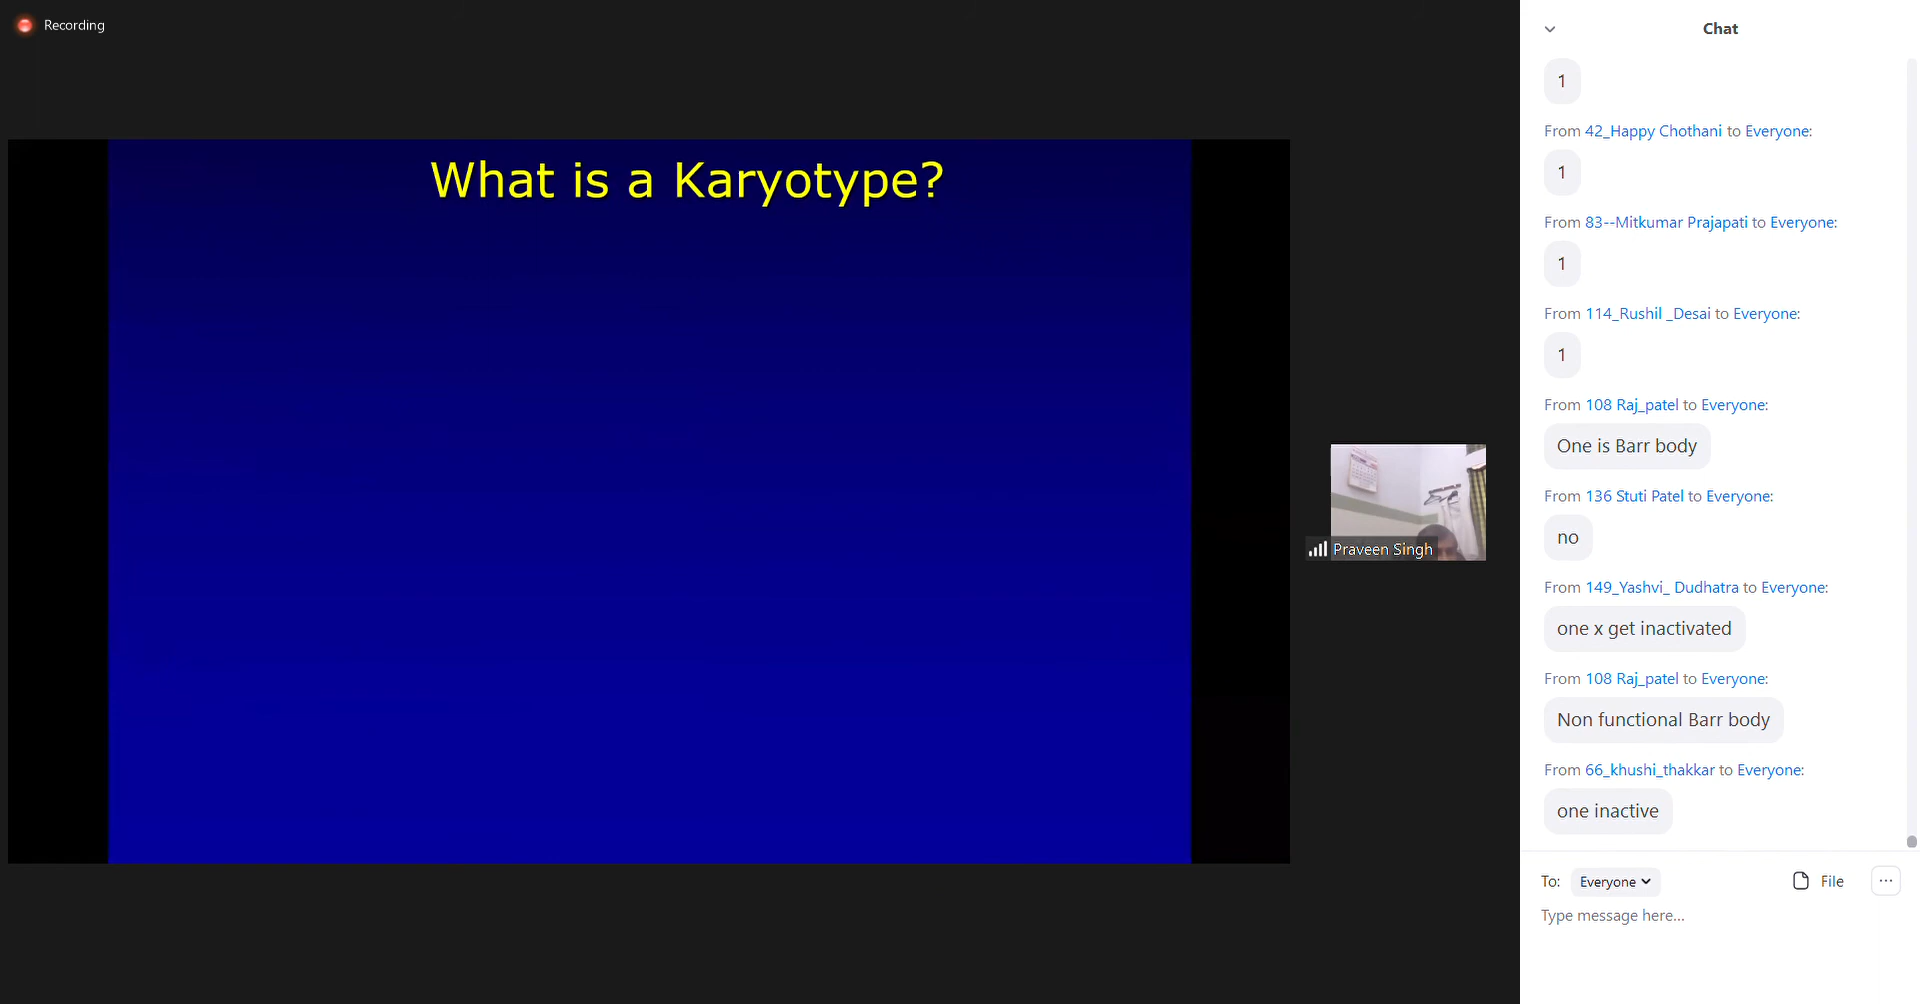 Recording
What is a Karyotype?
Praveen Singh
Chat
1
From 42_Happy Chothani to Everyone:
1
From 83--Mitkumar Prajapati to Everyone:
1
From 114_Rushil _Desai to Everyone:
1
From 108 Raj_patel to Everyone:
One is Barr body
From 136 Stuti Patel to Everyone:
no
From 149_Yashvi_ Dudhatra to Everyone:
one x get inactivated
From 108 Raj_patel to Everyone:
Non functional Barr body
From 66_khushi_thakkar to Everyone:
one inactive
To: Everyone File ...
Type message here...